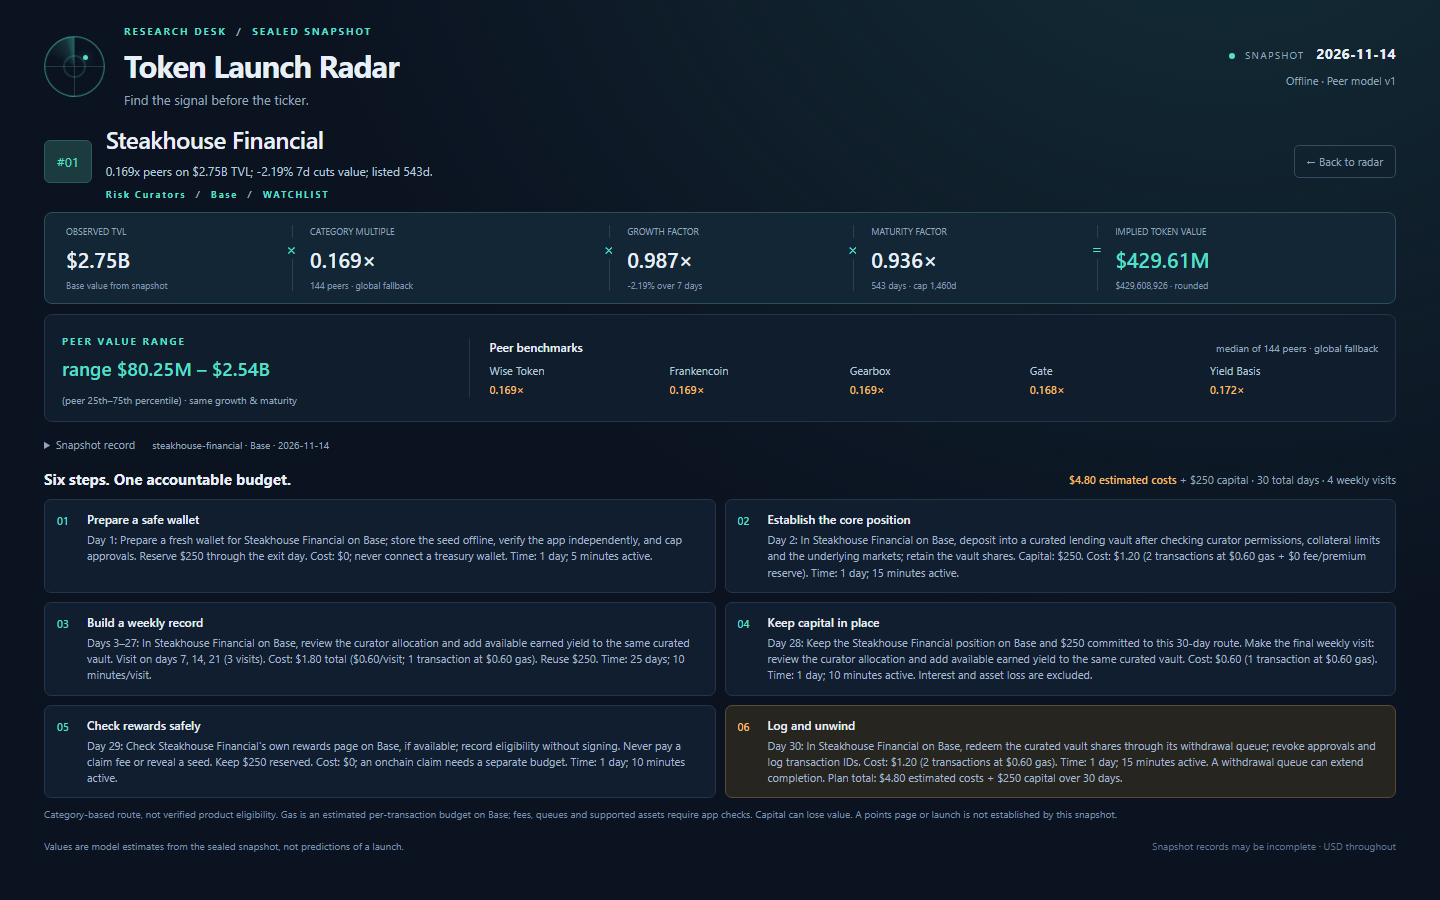 RESEARCH DESK / SEALED SNAPSHOT
Token Launch Radar
Find the signal before the ticker.
SNAPSHOT 2026-11-14
Offline · Peer model v1
#01
Steakhouse Financial
0.169x peers on $2.75B TVL; -2.19% 7d cuts value; listed 543d.
Risk Curators / Base / WATCHLIST
← Back to radar
OBSERVED TVL
$2.75B
Base value from snapshot
×
CATEGORY MULTIPLE
0.169×
144 peers · global fallback
×
GROWTH FACTOR
0.987×
-2.19% over 7 days
×
MATURITY FACTOR
0.936×
543 days · cap 1,460d
=
IMPLIED TOKEN VALUE
$429.61M
$429,608,926 · rounded
PEER VALUE RANGE
range $80.25M – $2.54B
(peer 25th–75th percentile) · same growth & maturity
Peer benchmarks
median of 144 peers · global fallback
Wise Token
0.169×
Frankencoin
0.169×
Gearbox
0.169×
Gate
0.168×
Yield Basis
0.172×
▶ Snapshot record steakhouse-financial · Base · 2026-11-14
Six steps. One accountable budget.
$4.80 estimated costs + $250 capital · 30 total days · 4 weekly visits
01 Prepare a safe wallet
Day 1: Prepare a fresh wallet for Steakhouse Financial on Base; store the seed offline, verify the app independently, and cap
approvals. Reserve $250 through the exit day. Cost: $0; never connect a treasury wallet. Time: 1 day; 5 minutes active.
02 Establish the core position
Day 2: In Steakhouse Financial on Base, deposit into a curated lending vault after checking curator permissions, collateral limits
and the underlying markets; retain the vault shares. Capital: $250. Cost: $1.20 (2 transactions at $0.60 gas + $0 fee/premium
reserve). Time: 1 day; 15 minutes active.
03 Build a weekly record
Days 3–27: In Steakhouse Financial on Base, review the curator allocation and add available earned yield to the same curated
vault. Visit on days 7, 14, 21 (3 visits). Cost: $1.80 total ($0.60/visit; 1 transaction at $0.60 gas). Reuse $250. Time: 25 days; 10
minutes/visit.
04 Keep capital in place
Day 28: Keep the Steakhouse Financial position on Base and $250 committed to this 30-day route. Make the final weekly visit:
review the curator allocation and add available earned yield to the same curated vault. Cost: $0.60 (1 transaction at $0.60 gas).
Time: 1 day; 10 minutes active. Interest and asset loss are excluded.
05 Check rewards safely
Day 29: Check Steakhouse Financial's own rewards page on Base, if available; record eligibility without signing. Never pay a
claim fee or reveal a seed. Keep $250 reserved. Cost: $0; an onchain claim needs a separate budget. Time: 1 day; 10 minutes
active.
06 Log and unwind
Day 30: In Steakhouse Financial on Base, redeem the curated vault shares through its withdrawal queue; revoke approvals and
log transaction IDs. Cost: $1.20 (2 transactions at $0.60 gas). Time: 1 day; 15 minutes active. A withdrawal queue can extend
completion. Plan total: $4.80 estimated costs + $250 capital over 30 days.
Category-based route, not verified product eligibility. Gas is an estimated per-transaction budget on Base; fees, queues and supported assets require app checks. Capital can lose value. A points page or launch is not established by this snapshot.
Values are model estimates from the sealed snapshot, not predictions of a launch.
Snapshot records may be incomplete · USD throughout